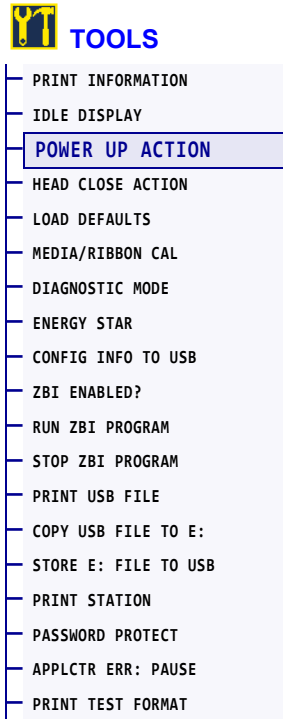 TOOLS
PRINT INFORMATION
IDLE DISPLAY
POWER UP ACTION
HEAD CLOSE ACTION
LOAD DEFAULTS
MEDIA/RIBBON CAL
DIAGNOSTIC MODE
ENERGY STAR
CONFIG INFO TO USB
ZBI ENABLED?
RUN ZBI PROGRAM
STOP ZBI PROGRAM
PRINT USB FILE
COPY USB FILE TO E:
STORE E: FILE TO USB
PRINT STATION
PASSWORD PROTECT
APPLCTR ERR: PAUSE
PRINT TEST FORMAT